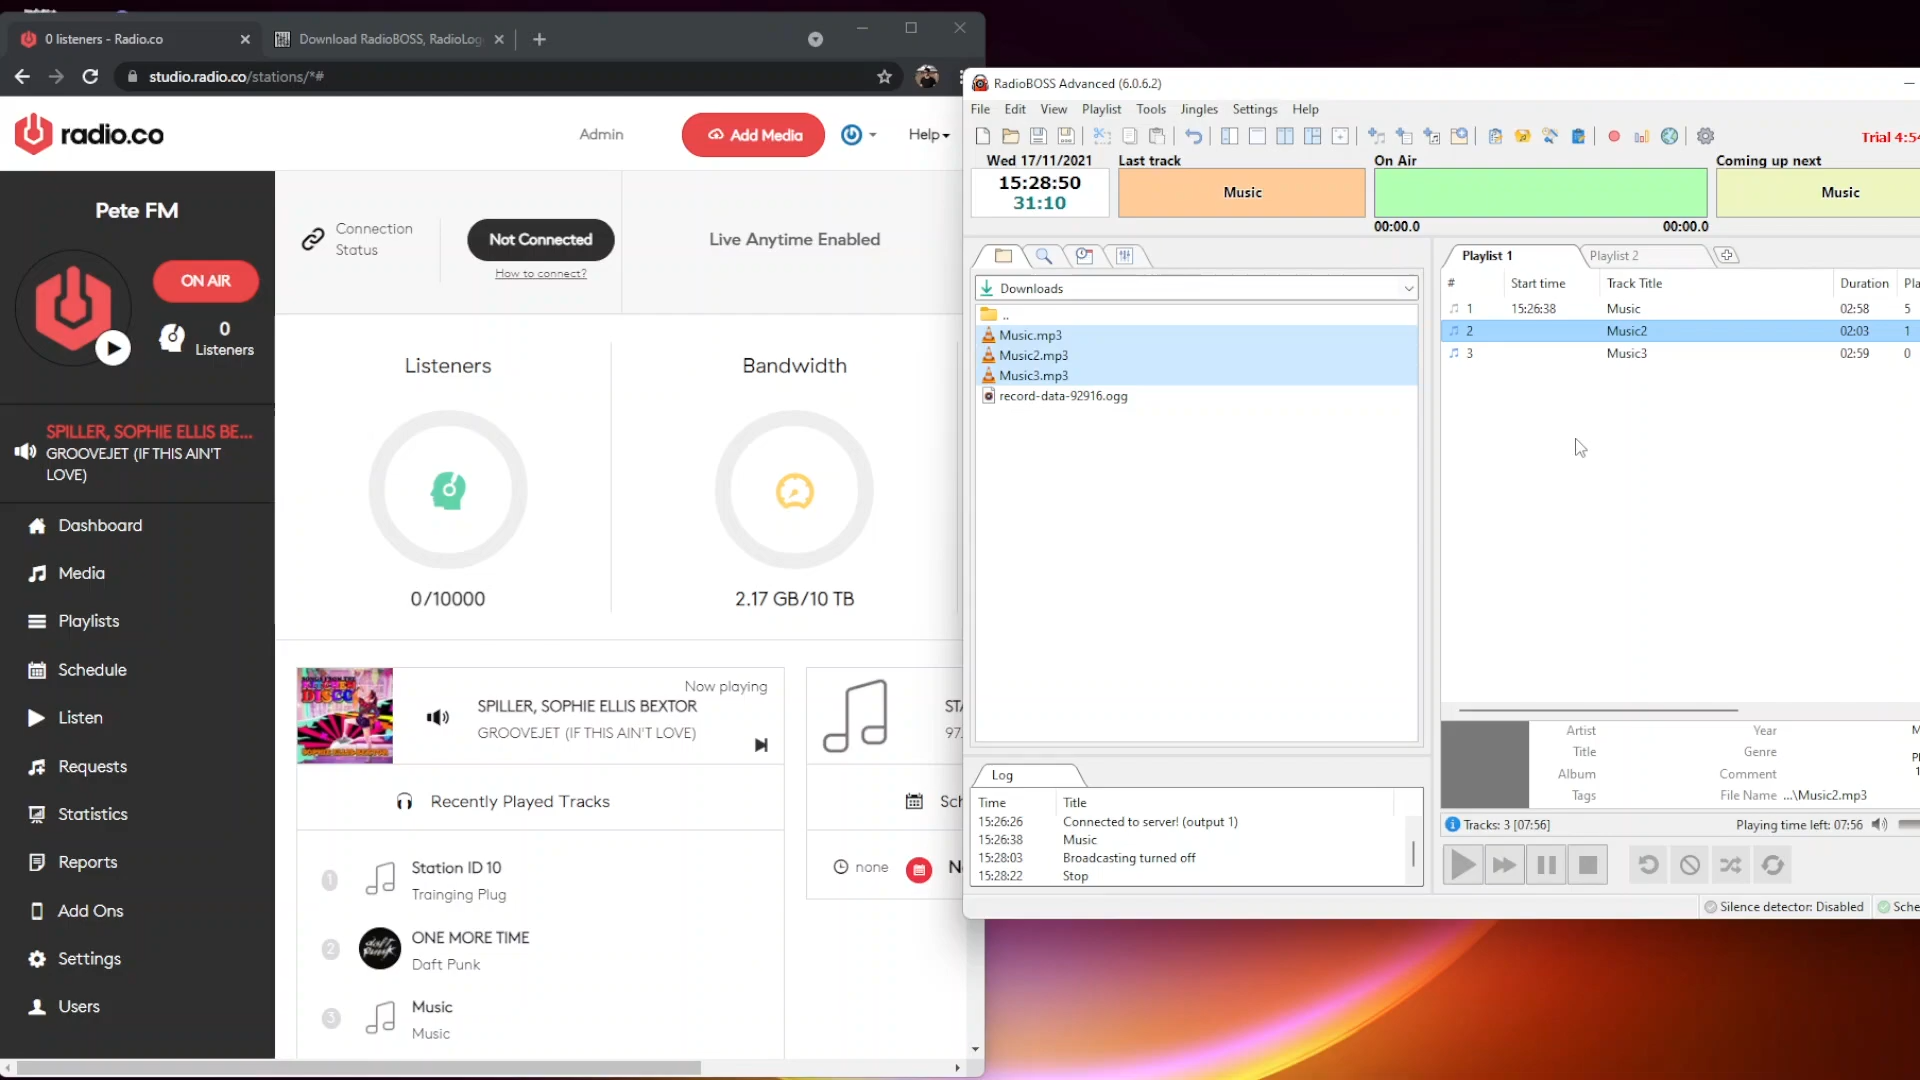 0 listeners - Radio.co
Download RadioBOSS, RadioLog
studio.radio.co/stations/*#
radio.co
Admin
Add Media
Help
Pete FM
ON AIR
0
Listeners
SPILLER, SOPHIE ELLIS BE...
GROOVEJET (IF THIS AIN'T
LOVE)
Dashboard
Media
Playlists
Schedule
Listen
Requests
Statistics
Reports
Add Ons
Settings
Users
Connection
Status
Not Connected
How to connect?
Live Anytime Enabled
Listeners
0/10000
Bandwidth
2.17 GB/10 TB
Now playing
SPILLER, SOPHIE ELLIS BEXTOR
GROOVEJET (IF THIS AIN'T LOVE)
Recently Played Tracks
1
Station ID 10
Trainging Plug
2
ONE MORE TIME
Daft Punk
3
Music
Music
97.
none
RadioBOSS Advanced (6.0.6.2)
File Edit View Playlist Tools Jingles Settings Help
Trial 4:54
Wed 17/11/2021
15:28:50
31:10
Last track
Music
On Air
00:00.0 00:00.0
Coming up next
Music
Downloads
..
Music.mp3
Music2.mp3
Music3.mp3
record-data-92916.ogg
Log
Time Title
15:26:26 Connected to server! (output 1)
15:26:38 Music
15:28:03 Broadcasting turned off
15:28:22 Stop
Playlist 1 Playlist 2
# Start time Track Title Duration Pla
1 15:26:38 Music 02:58 5
2 Music2 02:03 1
3 Music3 02:59 0
Artist Year
Title Genre
Album Comment
Tags File Name ...\Music2.mp3
Tracks: 3 [07:56] Playing time left: 07:56
Silence detector: Disabled Sche